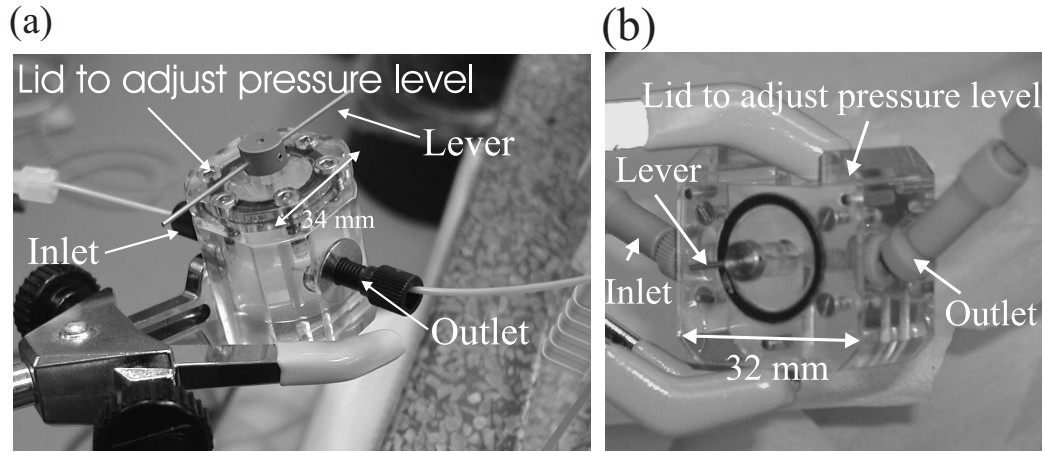 (a)
Lid to adjust pressure level
Lever
34 mm
Inlet
Outlet
(b)
Lid to adjust pressure level
Lever
Inlet
Outlet
32 mm